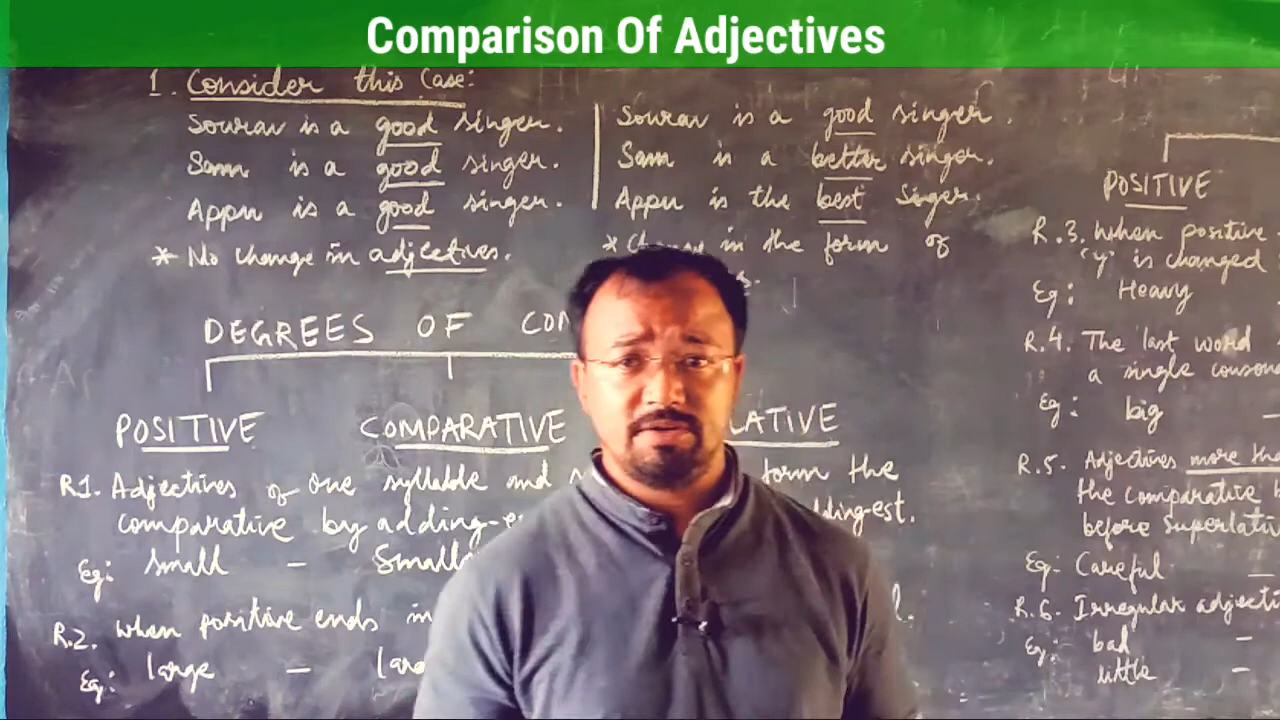 Comparison Of Adjectives
1. Consider this Case:
Sourav is a good singer.
Sam is a good singer.
Appu is a good singer.
* No change in adjectives.
Sourav is a good singer.
Sam is a better singer.
Appu is the best Singer.
* in the form of
DEGREES OF
POSITIVE COMPARATIVE LATIVE
R1. Adjectives of one syllable and form the
comparative by adding-e dding-est.
Eg: small – Small
R.2. when positive ends in
Eg: large – lar
POSITIVE
R.3. When positive
'y' is changed
Eg: Heavy
R.4. The last word
a single conson
Eg: big –
R.5. Adjectives more tha
the comparative
before Superlati
Eg- Careful –
R.6. Irregular adjecti
Eg: bad –
little –